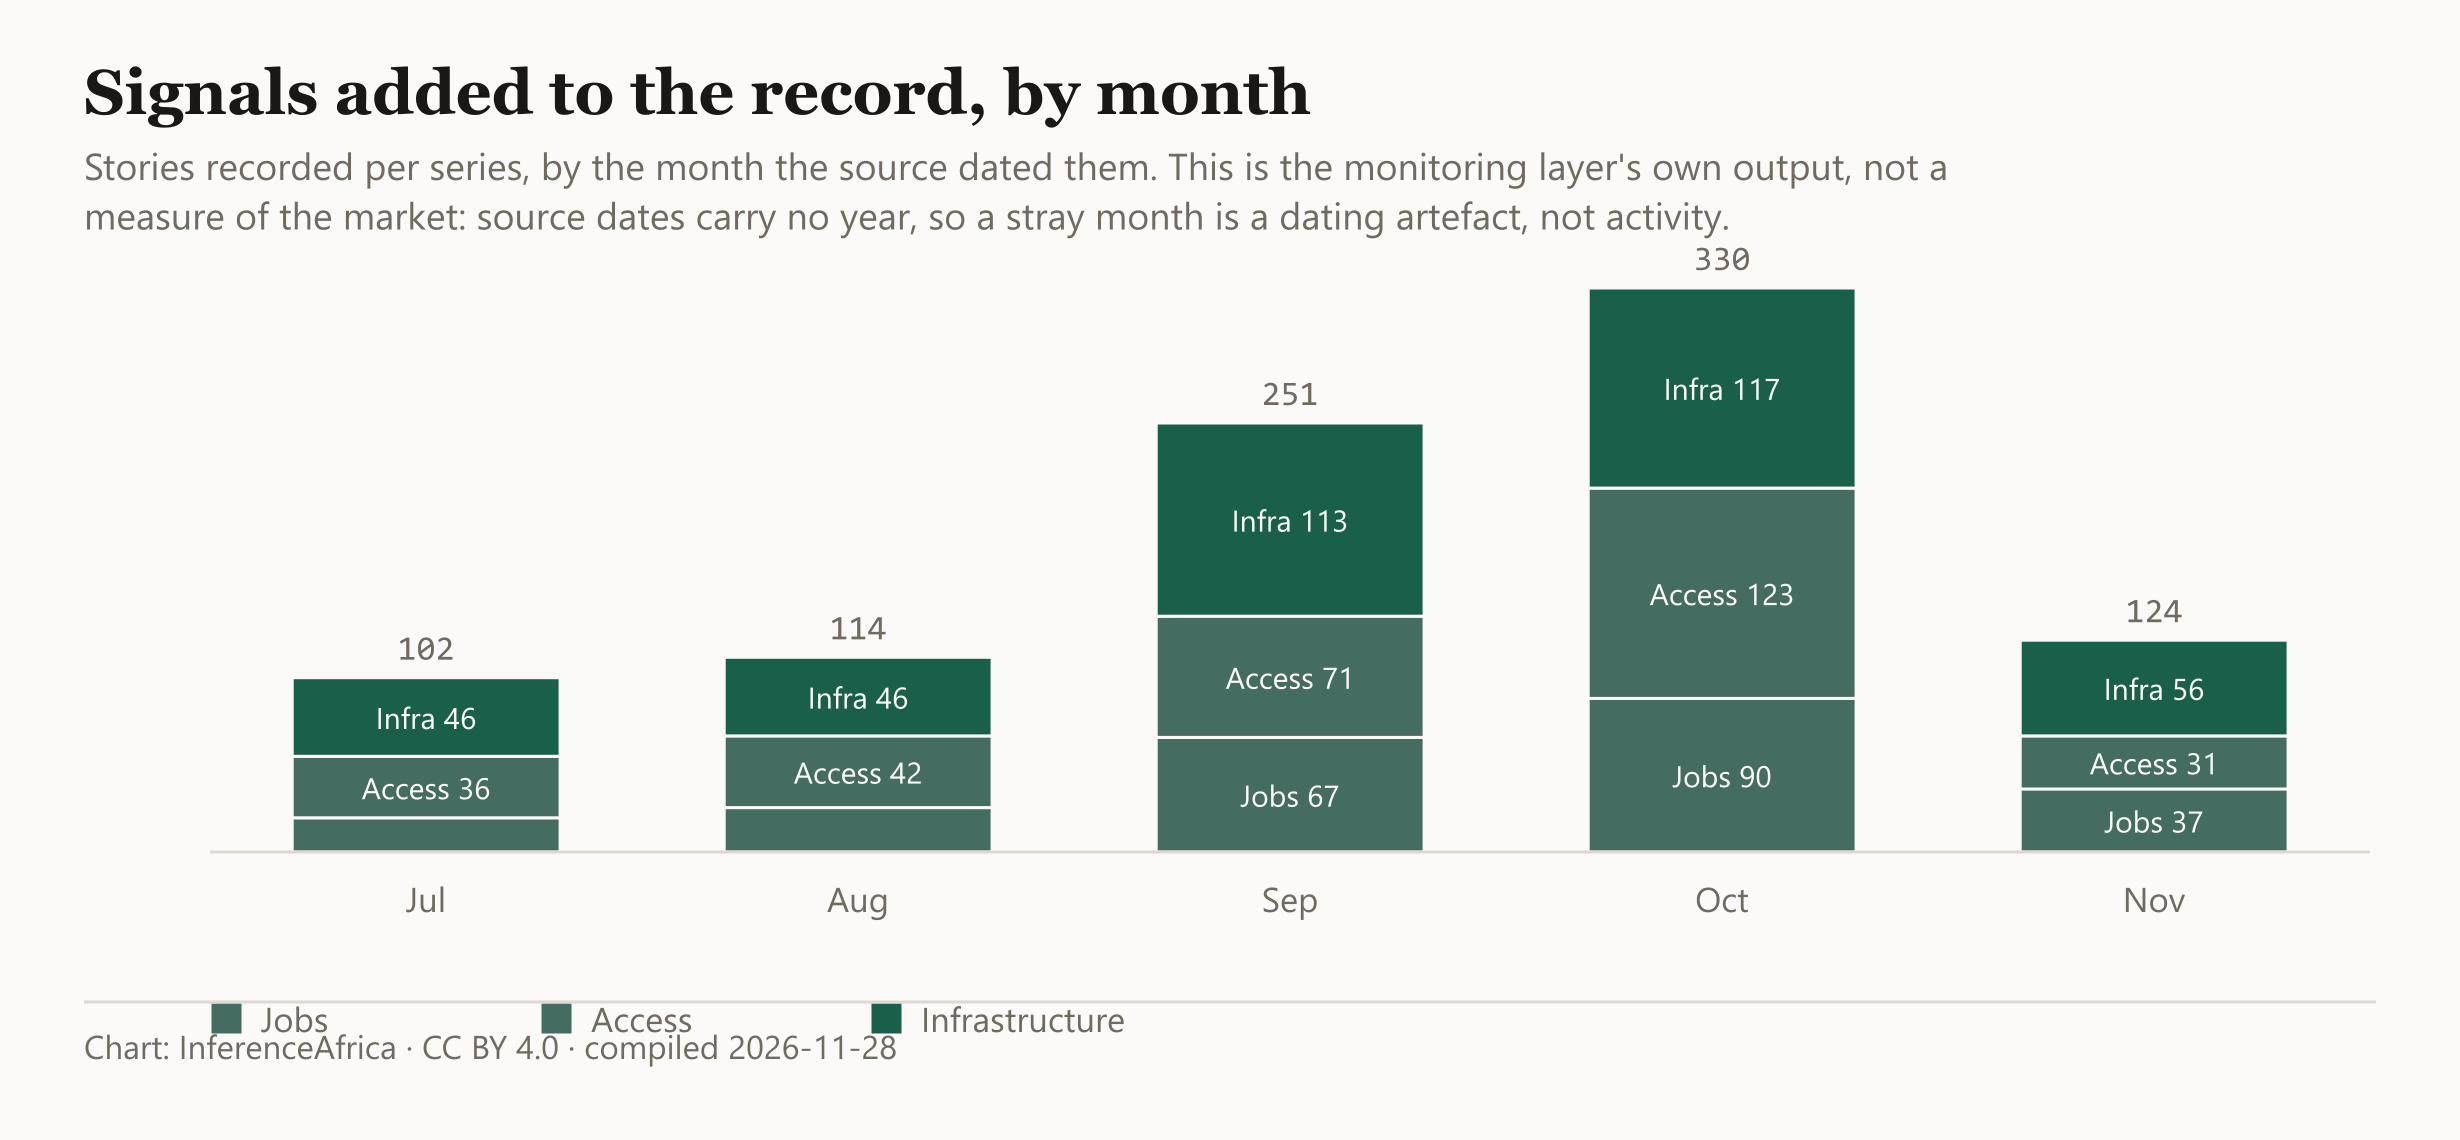 Signals added to the record, by month
Stories recorded per series, by the month the source dated them. This is the monitoring layer's own output, not a
measure of the market: source dates carry no year, so a stray month is a dating artefact, not activity.
102
Infra 46
Access 36
Jul
114
Infra 46
Access 42
Aug
251
Infra 113
Access 71
Jobs 67
Sep
330
Infra 117
Access 123
Jobs 90
Oct
124
Infra 56
Access 31
Jobs 37
Nov
Jobs Access Infrastructure
Chart: InferenceAfrica · CC BY 4.0 · compiled 2026-11-28